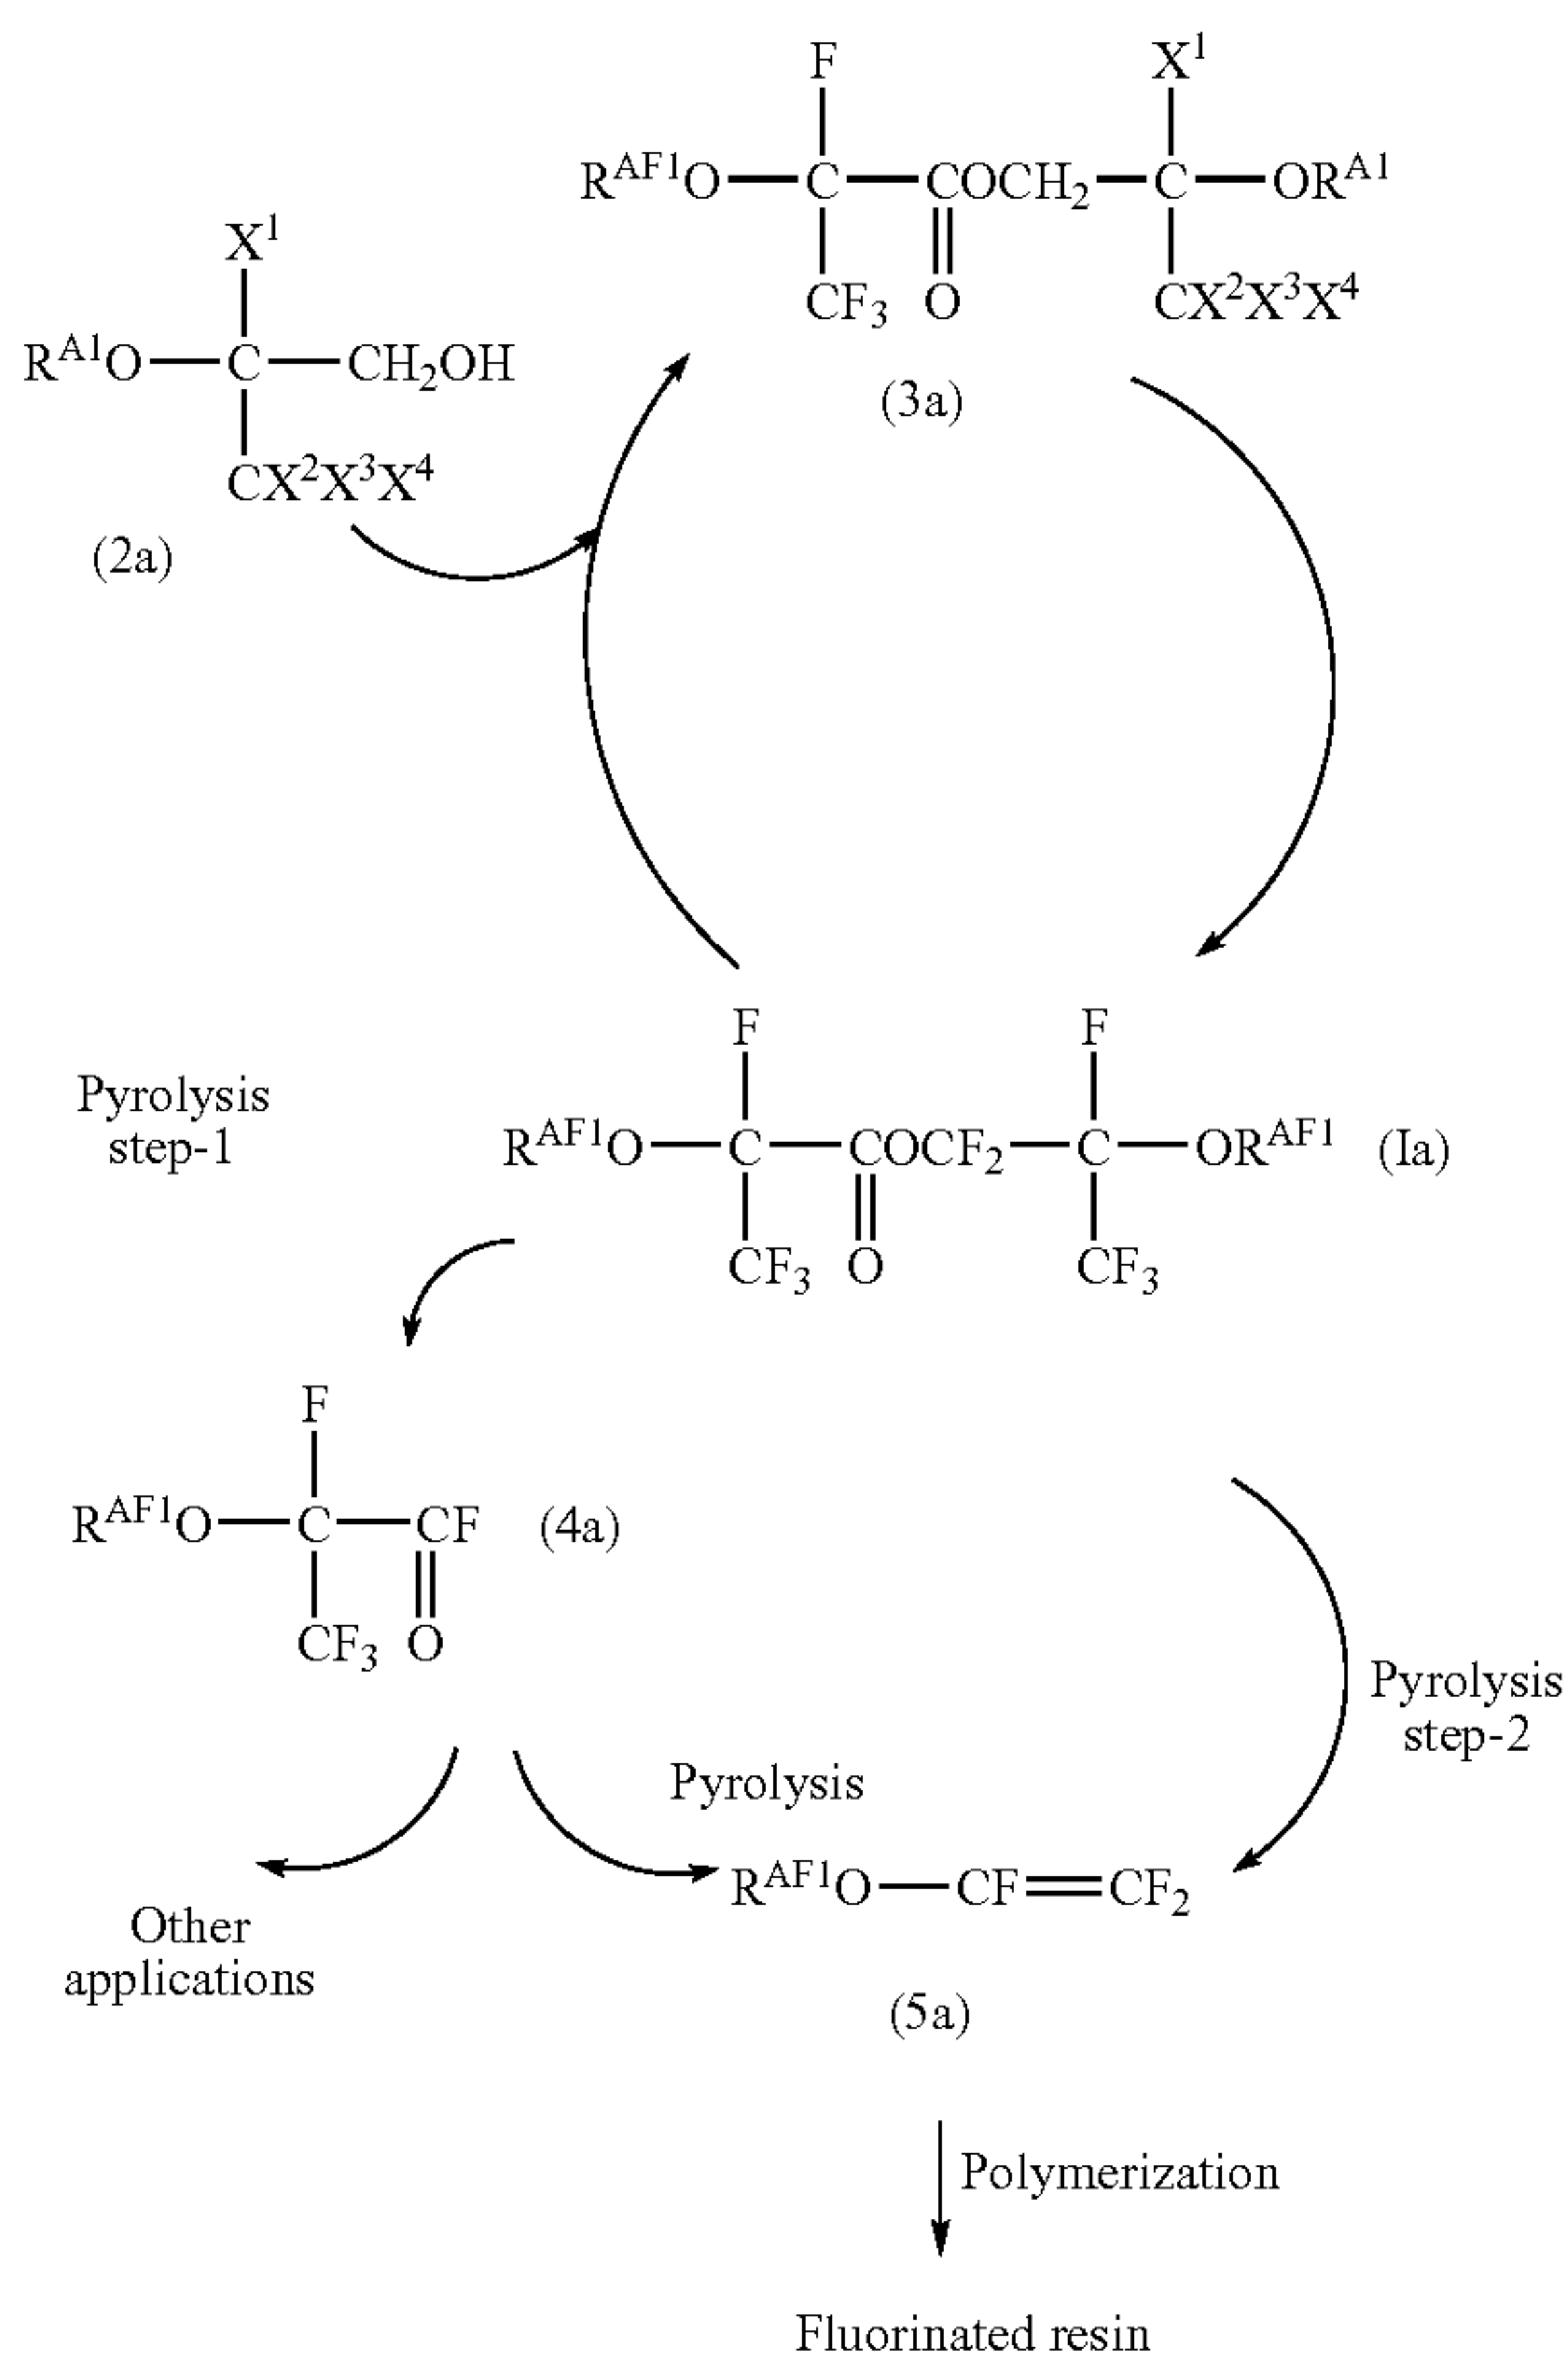 F X¹
Rᴬᶠ¹O—C—COCH₂—C—ORᴬ¹
CF₃ O CX²X³X⁴
(3a)
X¹
Rᴬ¹O—C—CH₂OH
CX²X³X⁴
(2a)
F F
Pyrolysis
step-1
Rᴬᶠ¹O—C—COCF₂—C—ORᴬᶠ¹ (Ia)
CF₃ O CF₃
F
Rᴬᶠ¹O—C—CF (4a)
CF₃ O
Pyrolysis
step-2
Pyrolysis
Rᴬᶠ¹O—CF=CF₂
Other
applications
(5a)
Polymerization
Fluorinated resin